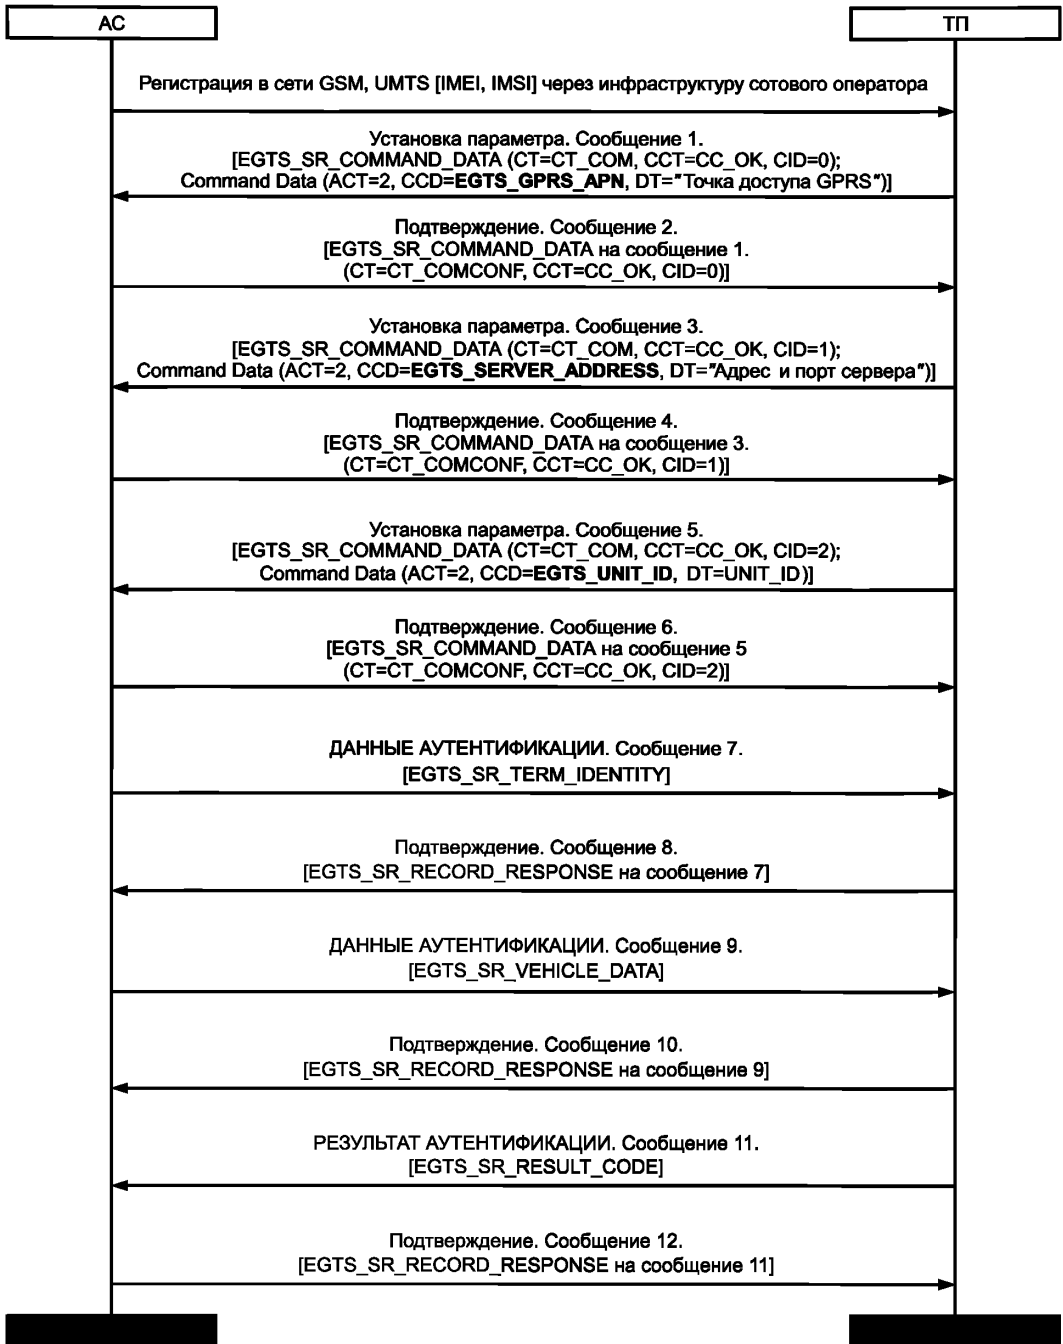 АС
ТП
Регистрация в сети GSM, UMTS [IMEI, IMSI] через инфраструктуру сотового оператора
Установка параметра. Сообщение 1.
[EGTS_SR_COMMAND_DATA (CT=CT_COM, CCT=CC_OK, CID=0);
Command Data (ACT=2, CCD=EGTS_GPRS_APN, DT="Точка доступа GPRS")]
Подтверждение. Сообщение 2.
[EGTS_SR_COMMAND_DATA на сообщение 1.
(CT=CT_COMCONF, CCT=CC_OK, CID=0)]
Установка параметра. Сообщение 3.
[EGTS_SR_COMMAND_DATA (CT=CT_COM, CCT=CC_OK, CID=1);
Command Data (ACT=2, CCD=EGTS_SERVER_ADDRESS, DT="Адрес и порт сервера")]
Подтверждение. Сообщение 4.
[EGTS_SR_COMMAND_DATA на сообщение 3.
(CT=CT_COMCONF, CCT=CC_OK, CID=1)]
Установка параметра. Сообщение 5.
[EGTS_SR_COMMAND_DATA (CT=CT_COM, CCT=CC_OK, CID=2);
Command Data (ACT=2, CCD=EGTS_UNIT_ID, DT=UNIT_ID)]
Подтверждение. Сообщение 6.
[EGTS_SR_COMMAND_DATA на сообщение 5
(CT=CT_COMCONF, CCT=CC_OK, CID=2)]
ДАННЫЕ АУТЕНТИФИКАЦИИ. Сообщение 7.
[EGTS_SR_TERM_IDENTITY]
Подтверждение. Сообщение 8.
[EGTS_SR_RECORD_RESPONSE на сообщение 7]
ДАННЫЕ АУТЕНТИФИКАЦИИ. Сообщение 9.
[EGTS_SR_VEHICLE_DATA]
Подтверждение. Сообщение 10.
[EGTS_SR_RECORD_RESPONSE на сообщение 9]
РЕЗУЛЬТАТ АУТЕНТИФИКАЦИИ. Сообщение 11.
[EGTS_SR_RESULT_CODE]
Подтверждение. Сообщение 12.
[EGTS_SR_RECORD_RESPONSE на сообщение 11]